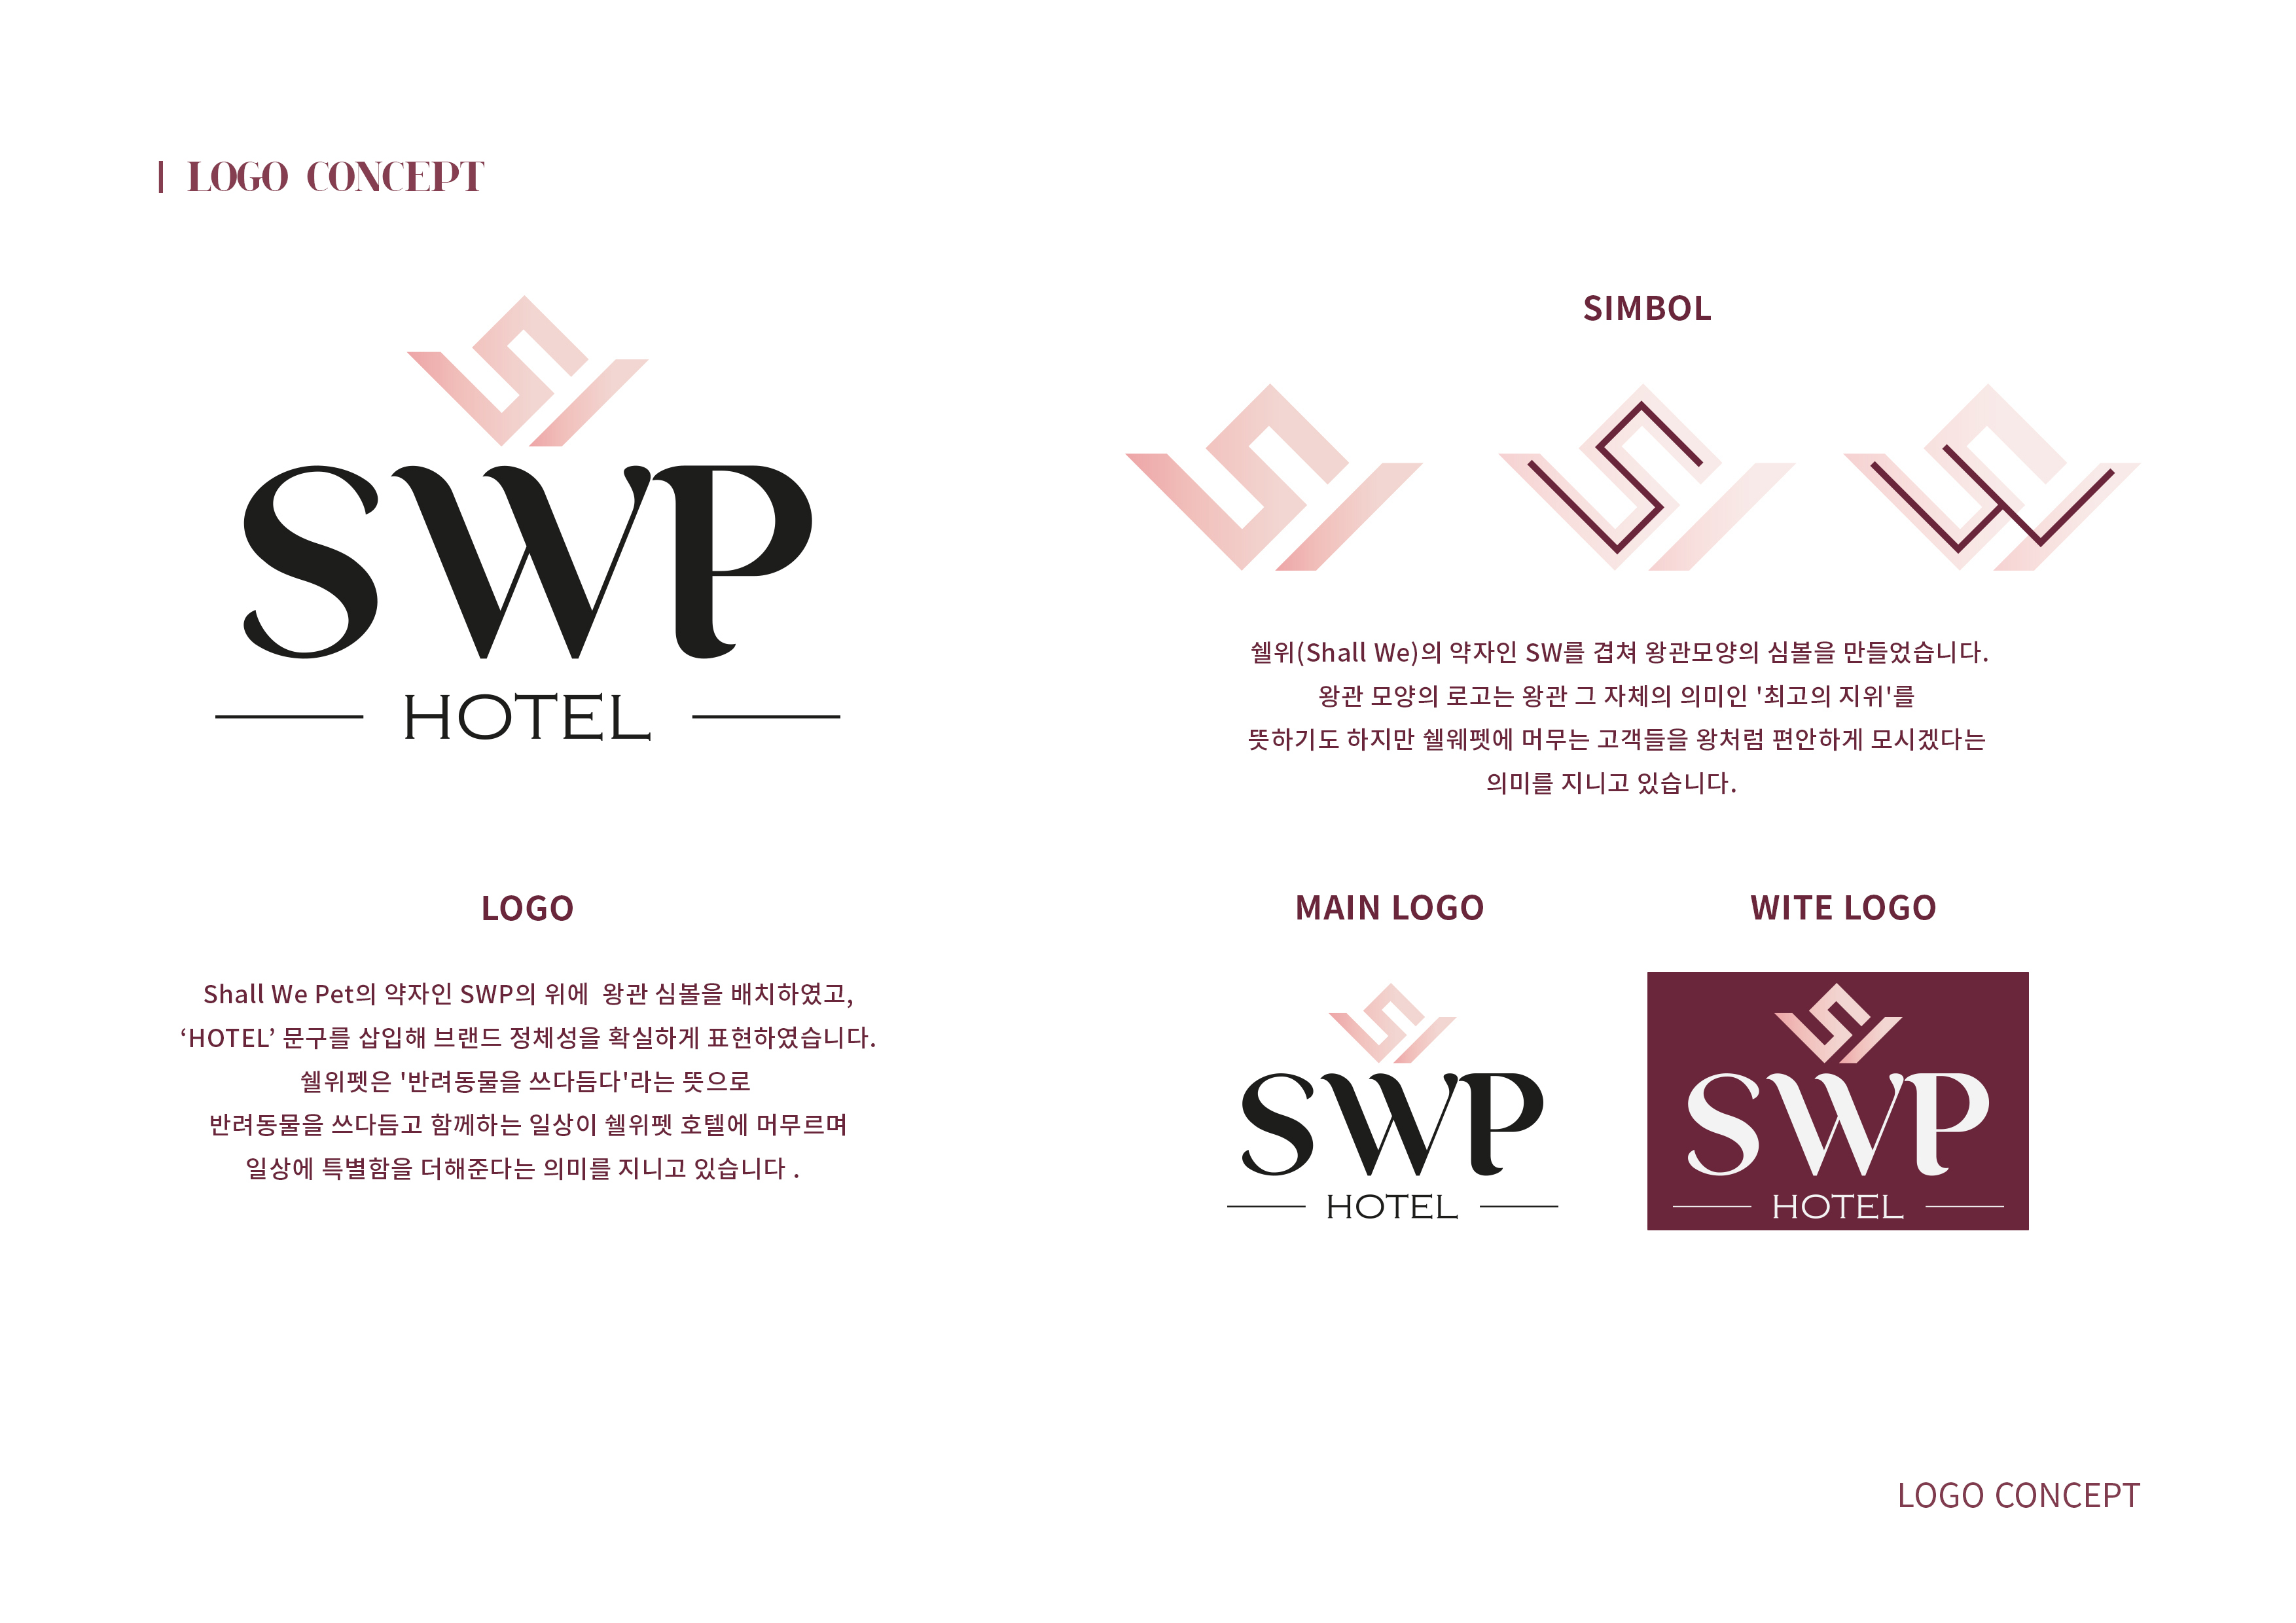 LOGO CONCEPT
SWP
HOTEL
LOGO
Shall We Pet의 약자인 SWP의 위에 왕관 심볼을 배치하였고,
‘HOTEL’ 문구를 삽입해 브랜드 정체성을 확실하게 표현하였습니다.
쉘위펫은 '반려동물을 쓰다듬다'라는 뜻으로
반려동물을 쓰다듬고 함께하는 일상이 쉘위펫 호텔에 머무르며
일상에 특별함을 더해준다는 의미를 지니고 있습니다 .
SIMBOL
쉘위(Shall We)의 약자인 SW를 겹쳐 왕관모양의 심볼을 만들었습니다.
왕관 모양의 로고는 왕관 그 자체의 의미인 '최고의 지위'를
뜻하기도 하지만 쉘웨펫에 머무는 고객들을 왕처럼 편안하게 모시겠다는
의미를 지니고 있습니다.
MAIN LOGO
SWP
HOTEL
WITE LOGO
SWP
HOTEL
LOGO CONCEPT